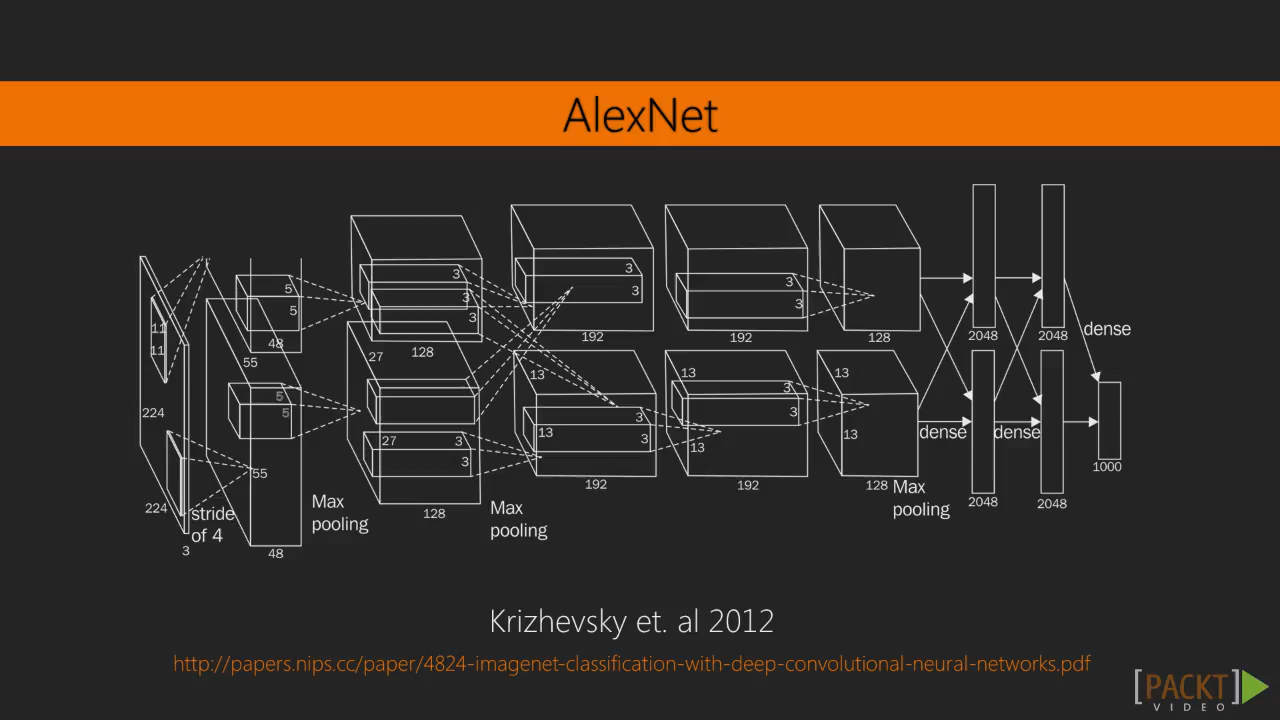 AlexNet
11
11
224
224
3
stride
of 4
5
5
48
55
5
5
55
48
Max
pooling
3
3
3
128
27
27
3
3
128
Max
pooling
3
3
192
13
13
3
3
192
3
3
192
13
13
3
3
192
128
13
13
128
Max
pooling
dense
dense
dense
2048
2048
2048
2048
1000
Krizhevsky et. al 2012
http://papers.nips.cc/paper/4824-imagenet-classification-with-deep-convolutional-neural-networks.pdf
[PACKT]
VIDEO